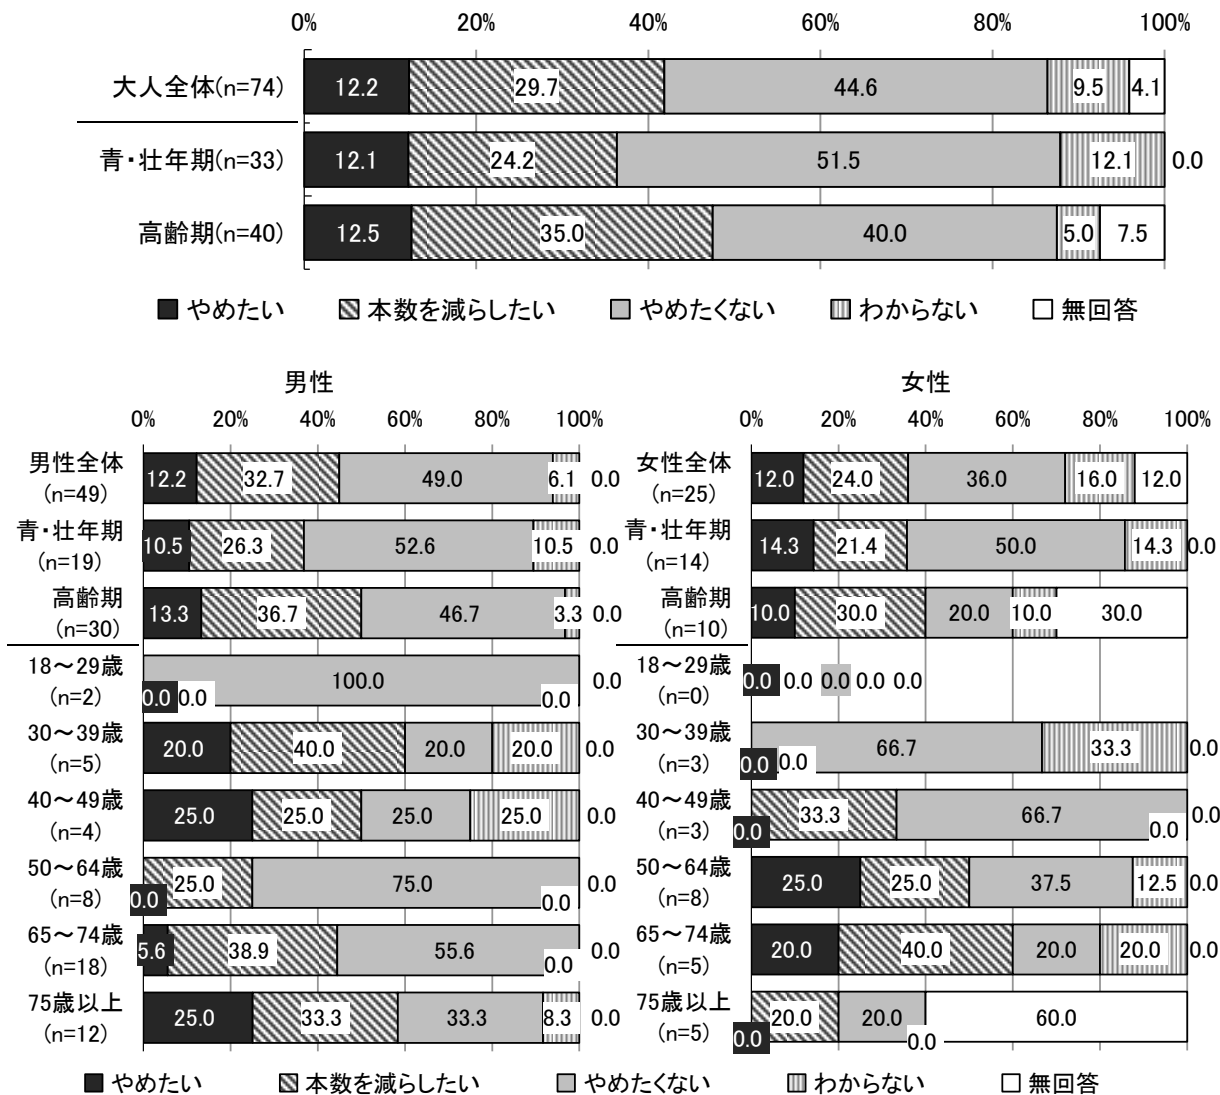 0% 20% 40% 60% 80% 100%
大人全体(n=74) 12.2 29.7 44.6 9.5 4.1
青・壮年期(n=33) 12.1 24.2 51.5 12.1 0.0
高齢期(n=40) 12.5 35.0 40.0 5.0 7.5
やめたい 本数を減らしたい やめたくない わからない 無回答
男性
0% 20% 40% 60% 80% 100%
男性全体
(n=49) 12.2 32.7 49.0 6.1 0.0
青・壮年期
(n=19) 10.5 26.3 52.6 10.5 0.0
高齢期
(n=30) 13.3 36.7 46.7 3.3 0.0
18～29歳
(n=2) 0.0 0.0 100.0 0.0 0.0
30～39歳
(n=5) 20.0 40.0 20.0 20.0 0.0
40～49歳
(n=4) 25.0 25.0 25.0 25.0 0.0
50～64歳
(n=8) 0.0 25.0 75.0 0.0 0.0
65～74歳
(n=18) 5.6 38.9 55.6 0.0 0.0
75歳以上
(n=12) 25.0 33.3 33.3 8.3 0.0
女性
0% 20% 40% 60% 80% 100%
女性全体
(n=25) 12.0 24.0 36.0 16.0 12.0
青・壮年期
(n=14) 14.3 21.4 50.0 14.3 0.0
高齢期
(n=10) 10.0 30.0 20.0 10.0 30.0
18～29歳
(n=0) 0.0 0.0 0.0 0.0 0.0
30～39歳
(n=3) 0.0 0.0 66.7 33.3 0.0
40～49歳
(n=3) 0.0 33.3 66.7 0.0 0.0
50～64歳
(n=8) 25.0 25.0 37.5 12.5 0.0
65～74歳
(n=5) 20.0 40.0 20.0 20.0 0.0
75歳以上
(n=5) 0.0 20.0 20.0 0.0 60.0
やめたい 本数を減らしたい やめたくない わからない 無回答